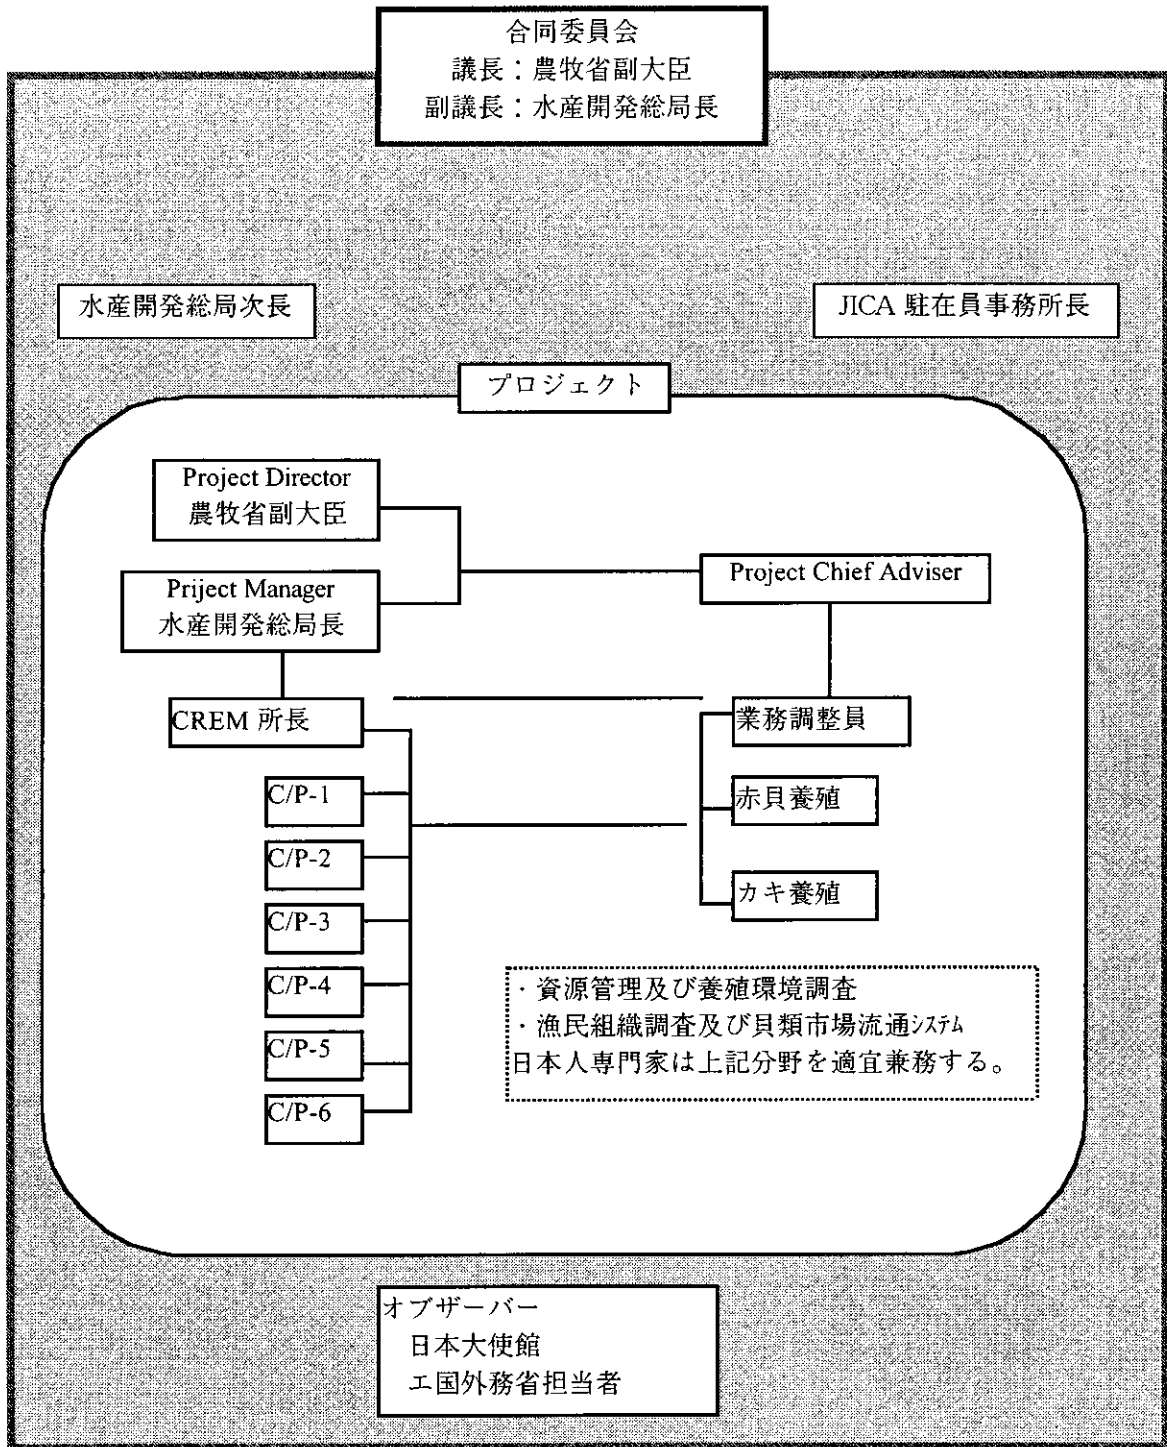 合同委員会
議長：農牧省副大臣
副議長：水産開発総局長
水産開発総局次長
JICA 駐在員事務所長
プロジェクト
Project Director
農牧省副大臣
Priject Manager
水産開発総局長
Project Chief Adviser
CREM 所長
業務調整員
C/P-1
赤貝養殖
C/P-2
カキ養殖
C/P-3
C/P-4
C/P-5
C/P-6
・資源管理及び養殖環境調査
・漁民組織調査及び貝類市場流通ｼｽﾃﾑ
日本人専門家は上記分野を適宜兼務する。
オブザーバー
日本大使館
エ国外務省担当者